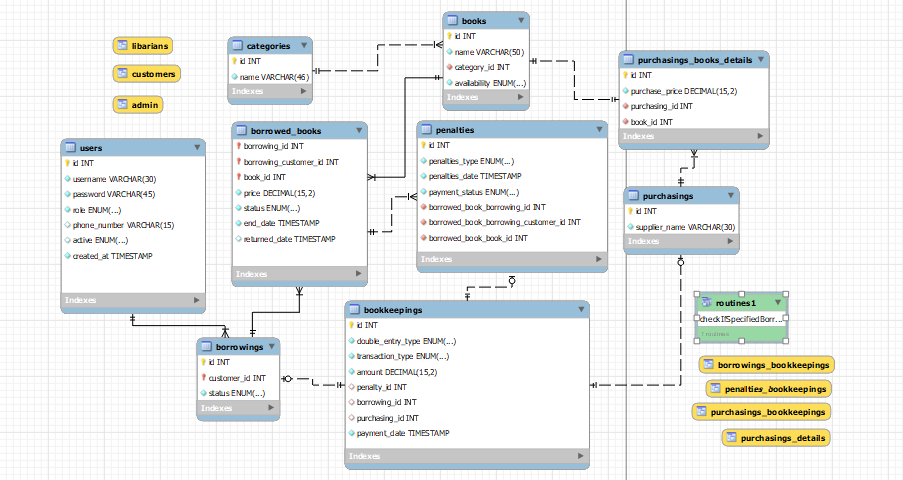 libarians
customers
admin
categories
id INT
name VARCHAR(46)
Indexes
books
id INT
name VARCHAR(50)
category_id INT
availability ENUM(...)
Indexes
purchasings_books_details
id INT
purchase_price DECIMAL(15,2)
purchasing_id INT
book_id INT
Indexes
users
id INT
username VARCHAR(30)
password VARCHAR(45)
role ENUM(...)
phone_number VARCHAR(15)
active ENUM(...)
created_at TIMESTAMP
Indexes
borrowed_books
borrowing_id INT
borrowing_customer_id INT
book_id INT
price DECIMAL(15,2)
status ENUM(...)
end_date TIMESTAMP
returned_date TIMESTAMP
Indexes
penalties
id INT
penalties_type ENUM(...)
penalties_date TIMESTAMP
payment_status ENUM(...)
borrowed_book_borrowing_id INT
borrowed_book_borrowing_customer_id INT
borrowed_book_book_id INT
Indexes
purchasings
id INT
supplier_name VARCHAR(30)
Indexes
borrowings
id INT
customer_id INT
status ENUM(...)
Indexes
bookkeepings
id INT
double_entry_type ENUM(...)
transaction_type ENUM(...)
amount DECIMAL(15,2)
penalty_id INT
borrowing_id INT
purchasing_id INT
payment_date TIMESTAMP
Indexes
routines1
checkIfSpecifiedBorr...
1 routines
borrowings_bookkeepings
penalties_bookkeepings
purchasings_bookkeepings
purchasings_details